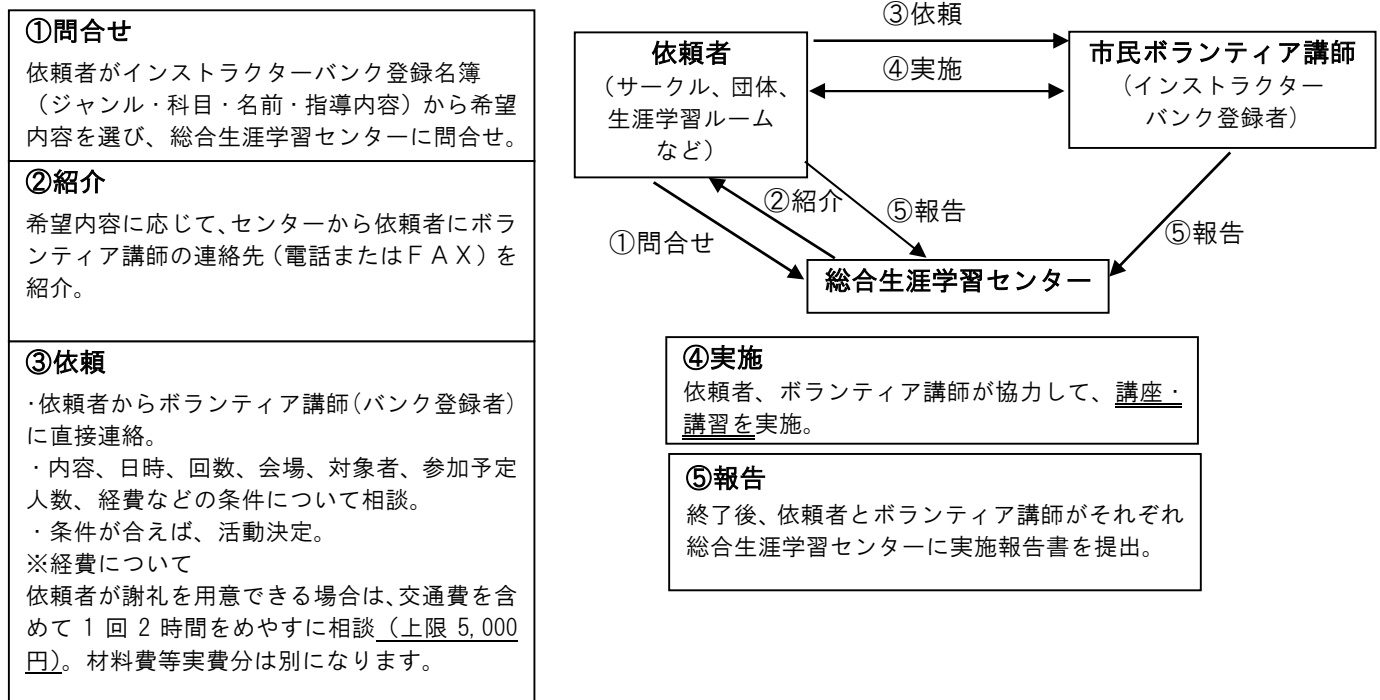 ①問合せ
依頼者がインストラクターバンク登録名簿
（ジャンル・科目・名前・指導内容）から希望
内容を選び、総合生涯学習センターに問合せ。
②紹介
希望内容に応じて、センターから依頼者にボラ
ンティア講師の連絡先（電話またはＦＡＸ）を
紹介。
③依頼
・依頼者からボランティア講師（バンク登録者）
に直接連絡。
・内容、日時、回数、会場、対象者、参加予定
人数、経費などの条件について相談。
・条件が合えば、活動決定。
※経費について
依頼者が謝礼を用意できる場合は、交通費を含
めて 1 回 2 時間をめやすに相談（上限 5,000
円）。材料費等実費分は別になります。
③依頼
依頼者
（サークル、団体、
生涯学習ルーム
など）
④実施
市民ボランティア講師
（インストラクター
バンク登録者）
②紹介
⑤報告
①問合せ
⑤報告
総合生涯学習センター
④実施
依頼者、ボランティア講師が協力して、講座・
講習を実施。
⑤報告
終了後、依頼者とボランティア講師がそれぞれ
総合生涯学習センターに実施報告書を提出。